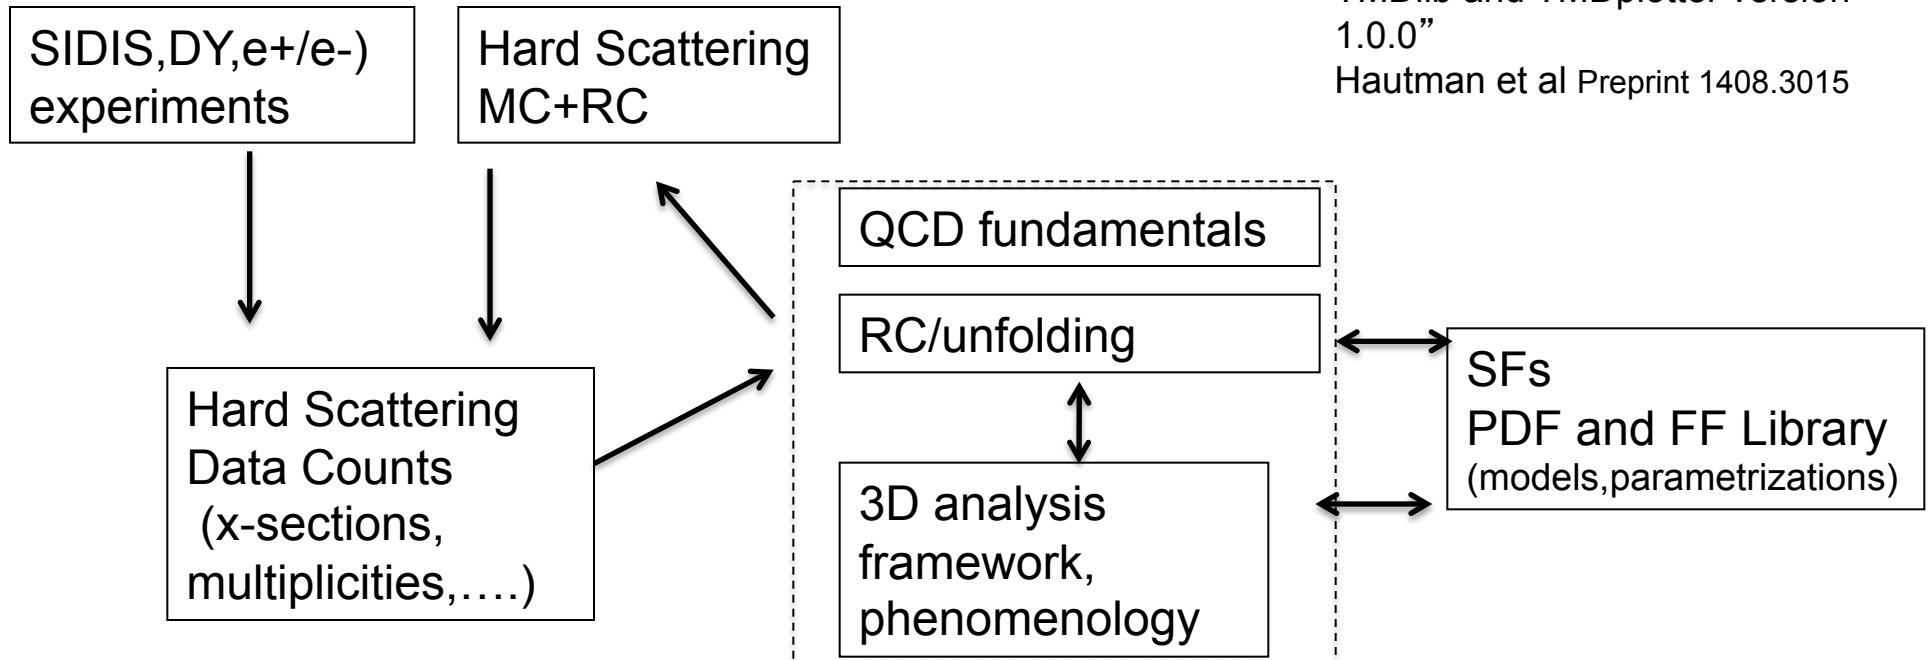 SIDIS,DY,e+/e-)
experiments
Hard Scattering
MC+RC
1.0.0”
Hautman et al Preprint 1408.3015
QCD fundamentals
RC/unfolding
Hard Scattering
Data Counts
(x-sections,
multiplicities,….)
3D analysis
framework,
phenomenology
SFs
PDF and FF Library
(models,parametrizations)